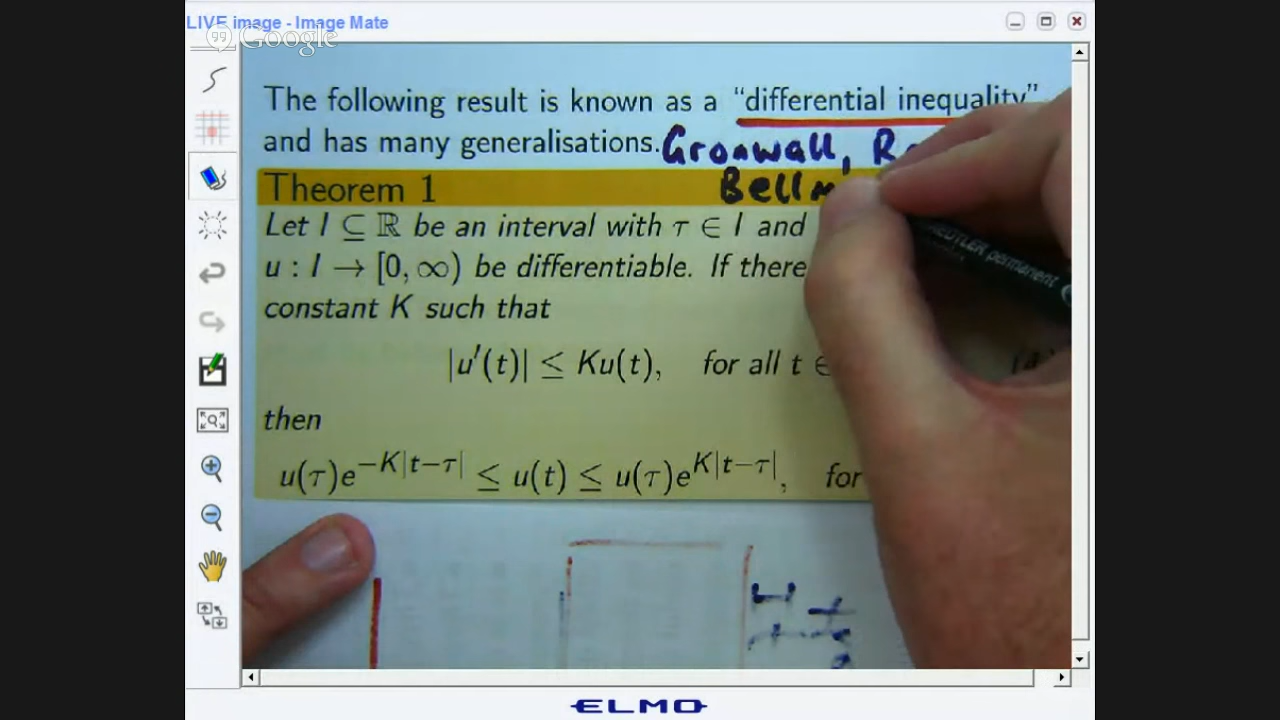 LIVE image - Image Mate
Google
The following result is known as a “differential inequality”
and has many generalisations. Gronwall,
Theorem 1
Let I ⊆ ℝ be an interval with τ ∈ I and
u : I → [0, ∞) be differentiable. If there
constant K such that
|u′(t)| ≤ Ku(t), for all t ∈
then
u(τ)e^{−K|t−τ|} ≤ u(t) ≤ u(τ)e^{K|t−τ|}, for
ELMO